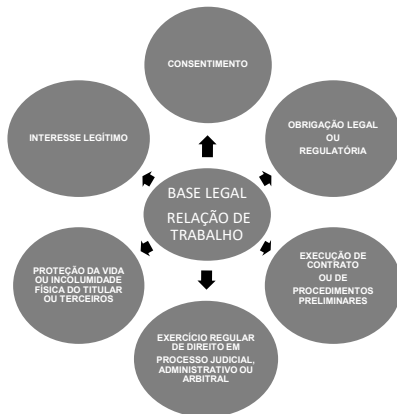 CONSENTIMENTO
INTERESSE LEGÍTIMO
OBRIGAÇÃO LEGAL
OU
REGULATÓRIA
BASE LEGAL
RELAÇÃO DE
TRABALHO
PROTEÇÃO DA VIDA
OU INCOLUMIDADE
FÍSICA DO TITULAR
OU TERCEIROS
EXECUÇÃO DE
CONTRATO
OU DE
PROCEDIMENTOS
PRELIMINARES
EXERCÍCIO REGULAR
DE DIREITO EM
PROCESSO JUDICIAL,
ADMINISTRATIVO OU
ARBITRAL